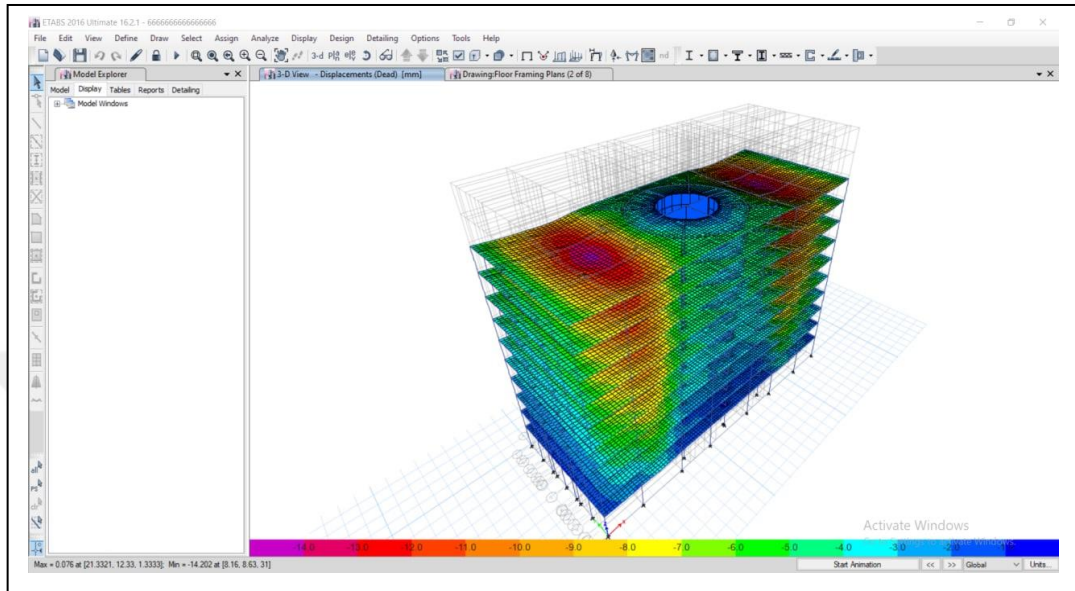 ETABS 2016 Ultimate 16.2.1 - 6666666666666666
File Edit View Define Draw Select Assign Analyze Display Design Detailing Options Tools Help
3-d
nd
Model Explorer
3-D View - Displacements (Dead) [mm]
Drawing:Floor Framing Plans (2 of 8)
Model Display Tables Reports Detailing
Model Windows
all
Activate Windows
-14.0 -12.0 -11.0 -10.0 -9.0 -8.0 -7.0 -5.0 -4.0 -3.0
Max = 0.076 at [21.3321, 12.33, 1.3333]; Min = -14.202 at [8.16, 8.63, 31]
Start Animation << >> Global Units...